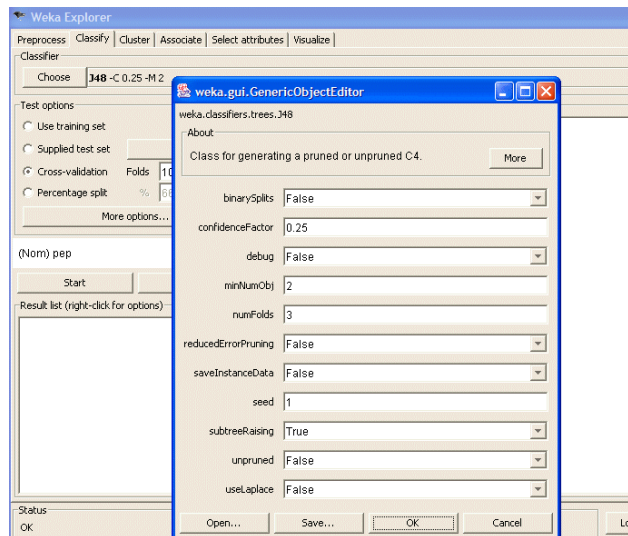 Weka Explorer
Preprocess Classify Cluster Associate Select attributes Visualize
Classifier
Choose J48 -C 0.25 -M 2
Test options
Use training set
Supplied test set
Cross-validation Folds 10
Percentage split %
More options...
(Nom) pep
Start
Result list (right-click for options)
Status
OK
weka.gui.GenericObjectEditor
weka.classifiers.trees.J48
About
Class for generating a pruned or unpruned C4.
More
binarySplits False
confidenceFactor 0.25
debug False
minNumObj 2
numFolds 3
reducedErrorPruning False
saveInstanceData False
seed 1
subtreeRaising True
unpruned False
useLaplace False
Open... Save... OK Cancel